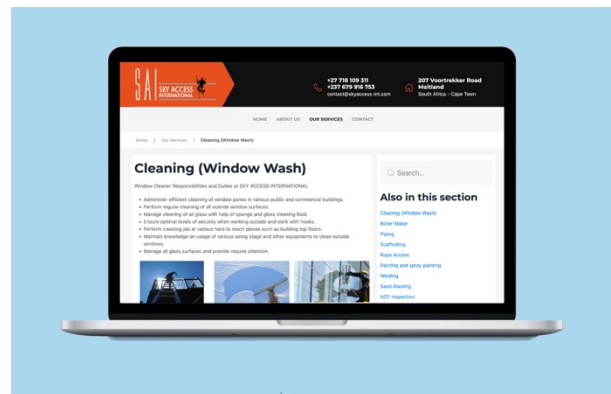 SAI SKY ACCESS
INTERNATIONAL
+27 718 109 311
+237 679 916 753
contact@skyaccess-int.com
207 Voortrekker Road
Maitland
South Africa - Cape Town
HOME ABOUT US OUR SERVICES CONTACT
Home / Our Services / Cleaning (Window Wash)
Cleaning (Window Wash)
Window Cleaner Responsibilities and Duties at SKY ACCESS INTERNATIONAL
• Administer efficient cleaning of window panes in various public and commercial buildings.
• Perform regular cleaning of all outside window surfaces.
• Manage cleaning of all glass with help of sponge and glass cleaning fluid.
• Ensure optimal levels of security when working outside and work with hooks.
• Perform cleaning job at various hard to reach places such as building top floors.
• Maintain knowledge on usage of various swing stage and other equipments to clean outside
windows.
• Manage all glass surfaces and provide require attention.
Search...
Also in this section
Cleaning (Window Wash)
Boiler Maker
Piping
Scaffolding
Rope Access
Painting and spray painting
Welding
Sand Blasting
NDT Inspection